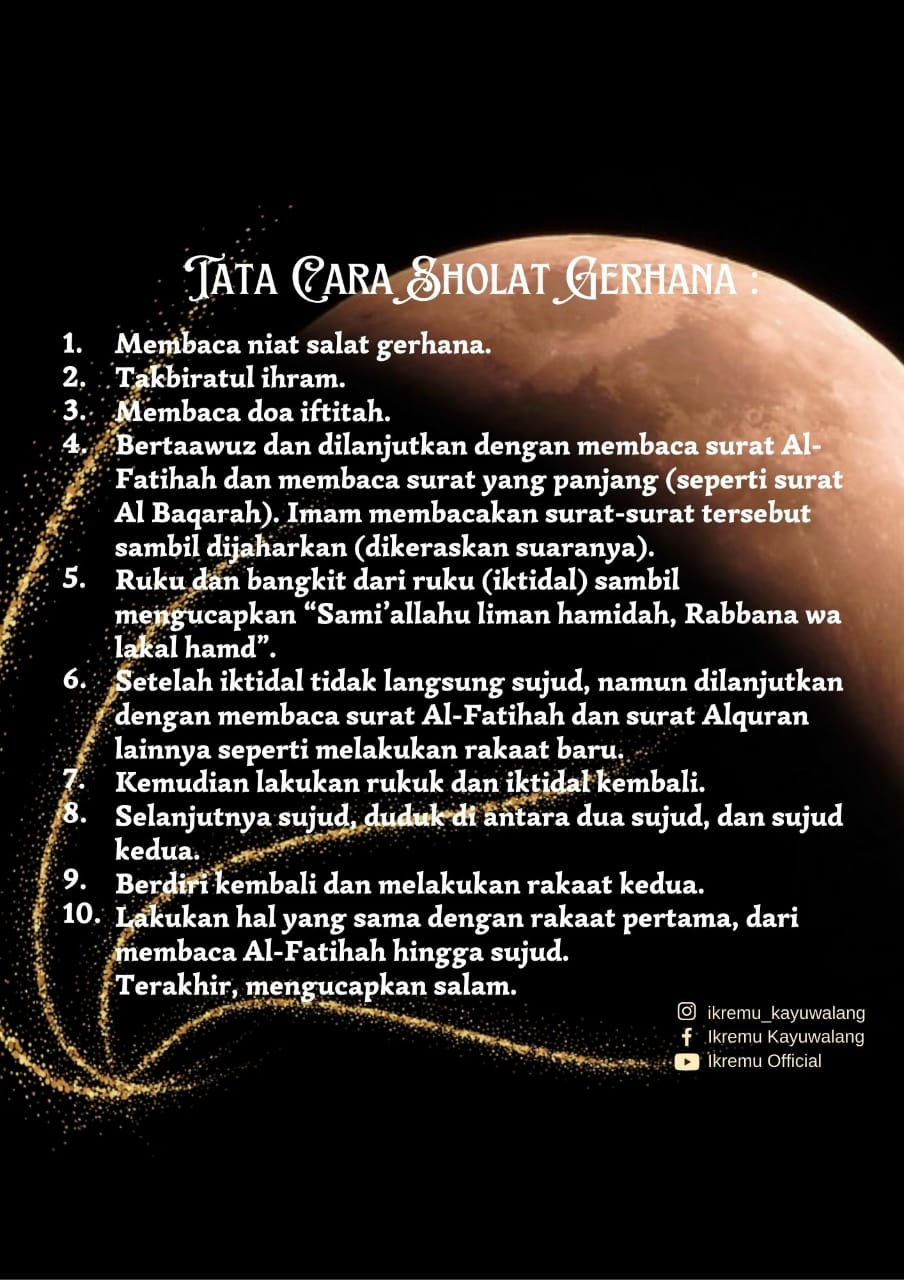 Tata Cara Sholat Gerhana :
1. Membaca niat salat gerhana.
2. Takbiratul ihram.
3. Membaca doa iftitah.
4. Bertaawuz dan dilanjutkan dengan membaca surat Al-
Fatihah dan membaca surat yang panjang (seperti surat
Al Baqarah). Imam membacakan surat-surat tersebut
sambil dijaharkan (dikeraskan suaranya).
5. Ruku dan bangkit dari ruku (iktidal) sambil
mengucapkan “Sami’allahu liman hamidah, Rabbana wa
lakal hamd”.
6. Setelah iktidal tidak langsung sujud, namun dilanjutkan
dengan membaca surat Al-Fatihah dan surat Alquran
lainnya seperti melakukan rakaat baru.
7. Kemudian lakukan rukuk dan iktidal kembali.
8. Selanjutnya sujud, duduk di antara dua sujud, dan sujud
kedua.
9. Berdiri kembali dan melakukan rakaat kedua.
10. Lakukan hal yang sama dengan rakaat pertama, dari
membaca Al-Fatihah hingga sujud.
Terakhir, mengucapkan salam.
ikremu_kayuwalang
Ikremu Kayuwalang
Ikremu Official